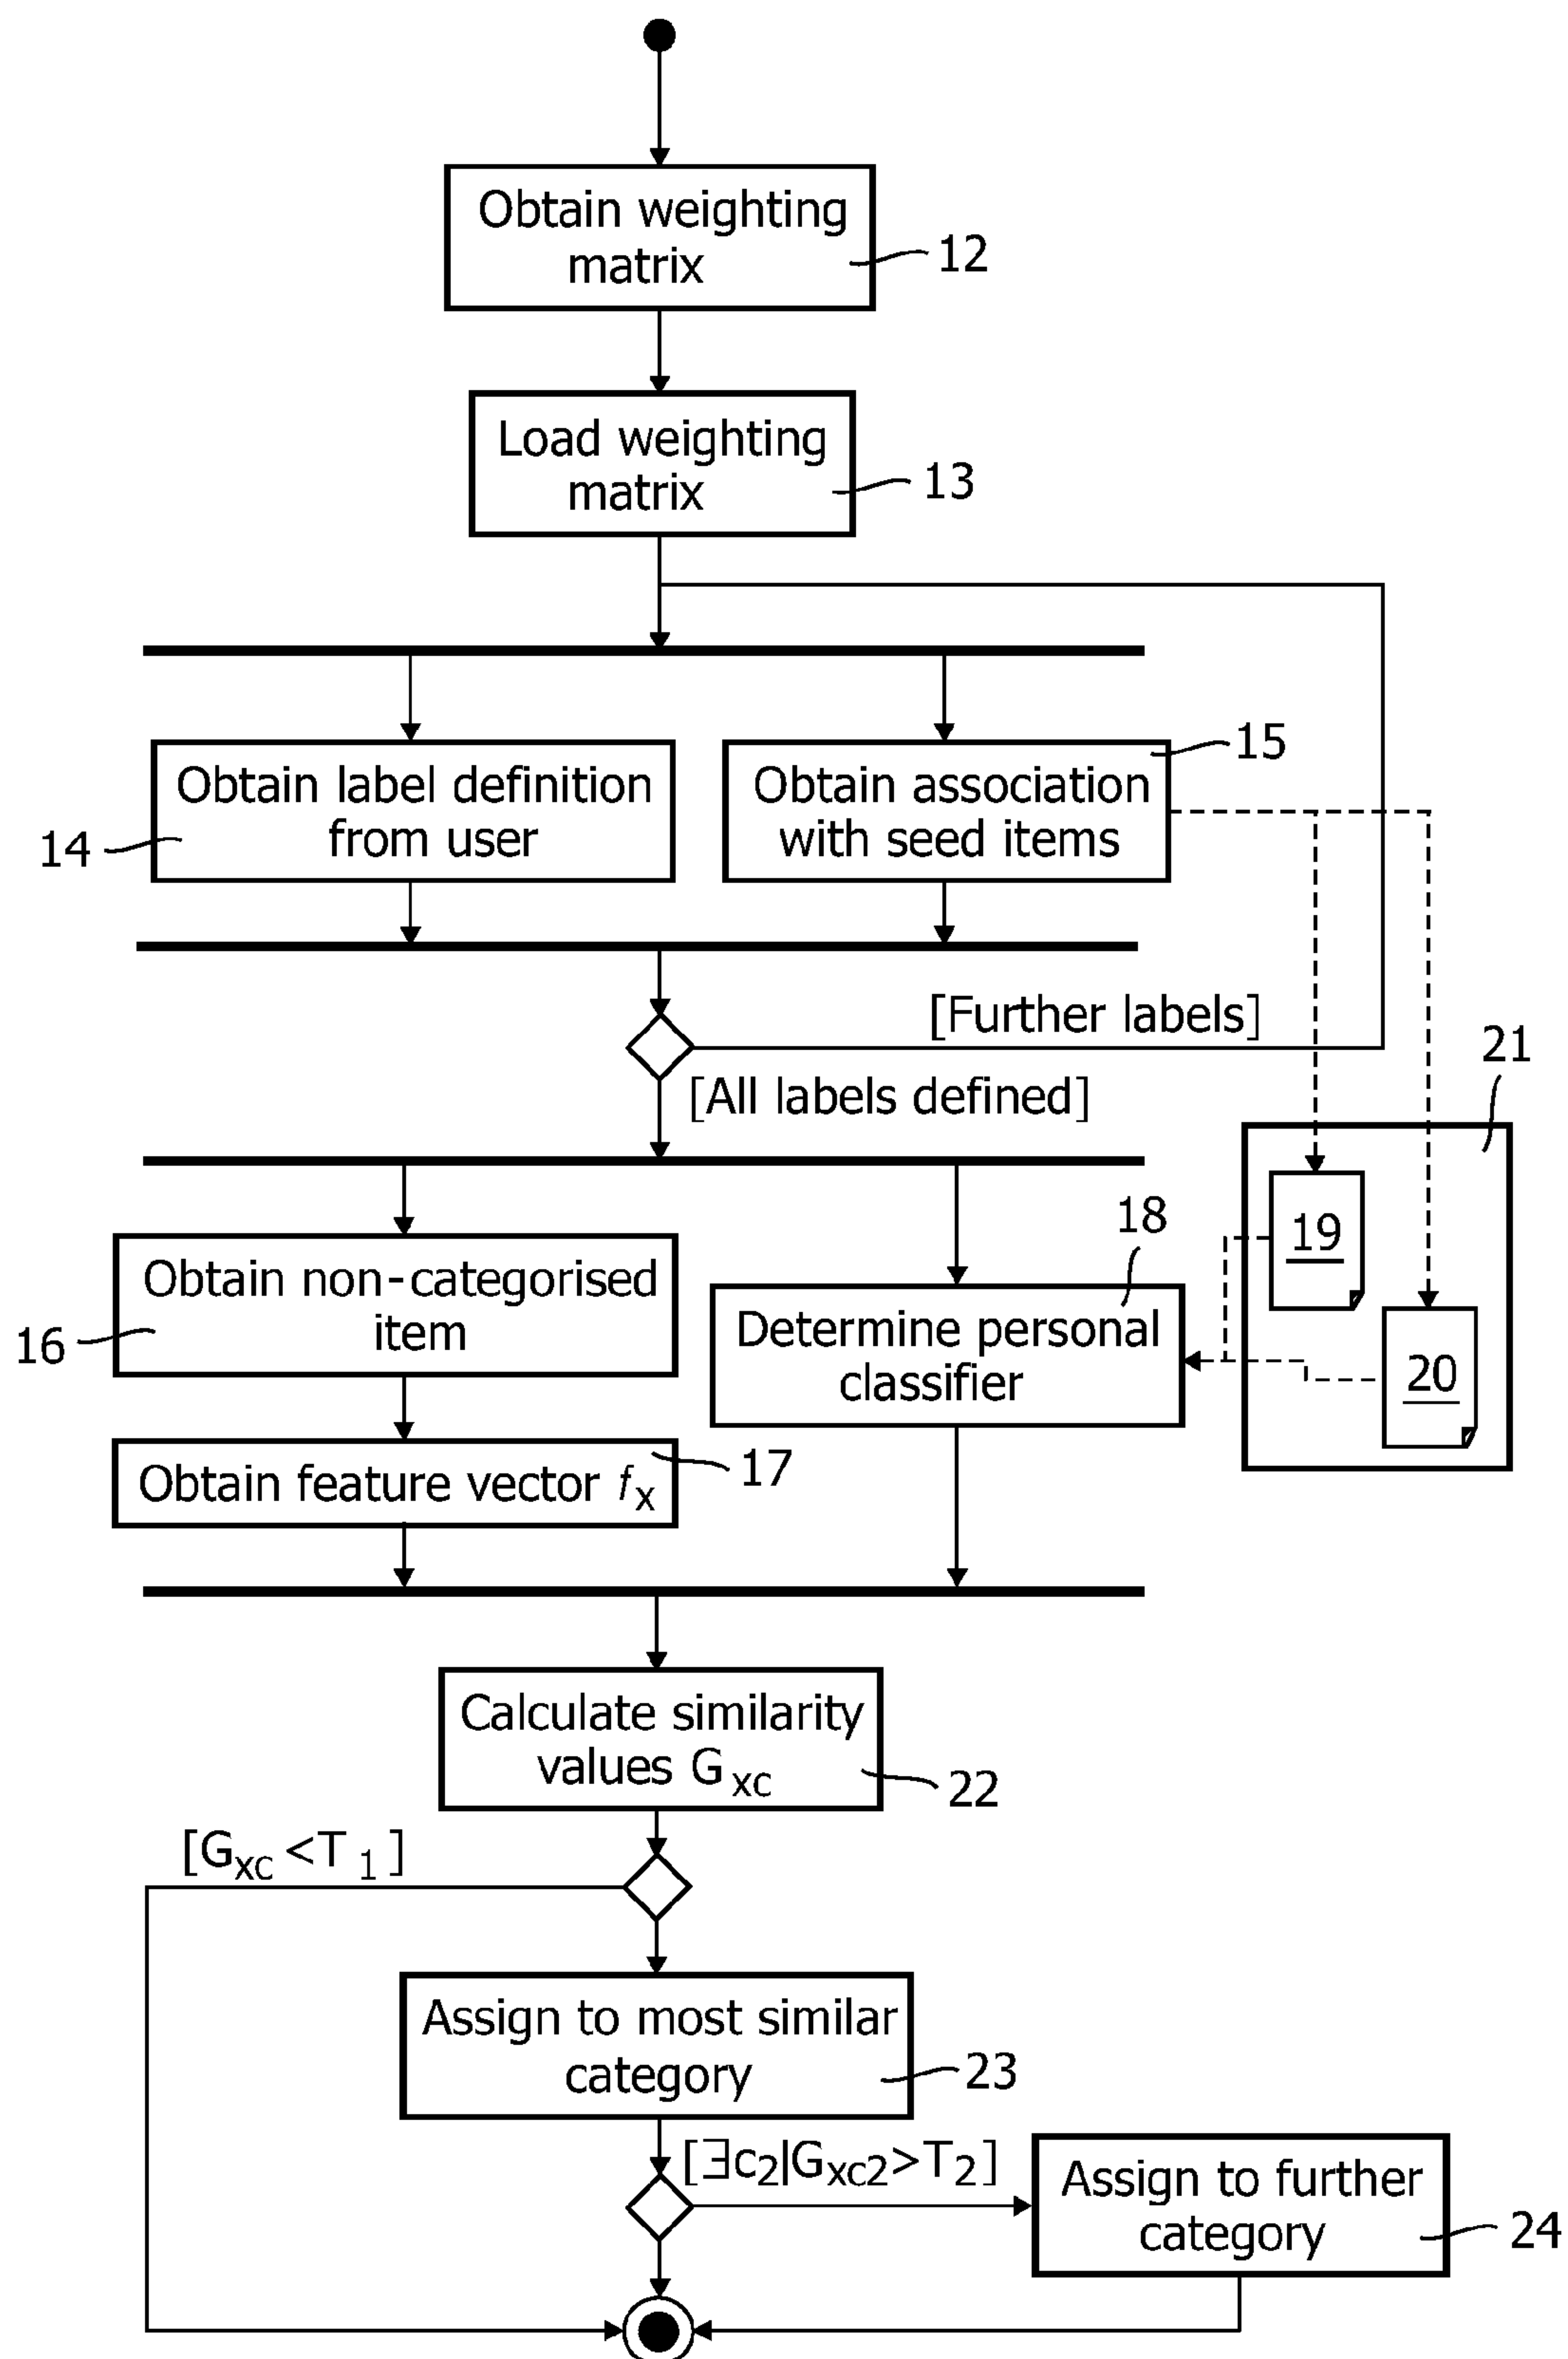 Obtain weighting
matrix
12
Load weighting
matrix
13
Obtain label definition
from user
14
Obtain association
with seed items
15
[Further labels]
[All labels defined]
21
19
20
Obtain non-categorised
item
16
18
Determine personal
classifier
Obtain feature vector fx
17
Calculate similarity
values Gxc
22
[Gxc <T1]
Assign to most similar
category
23
[∃c2|Gxc2>T2]
Assign to further
category
24